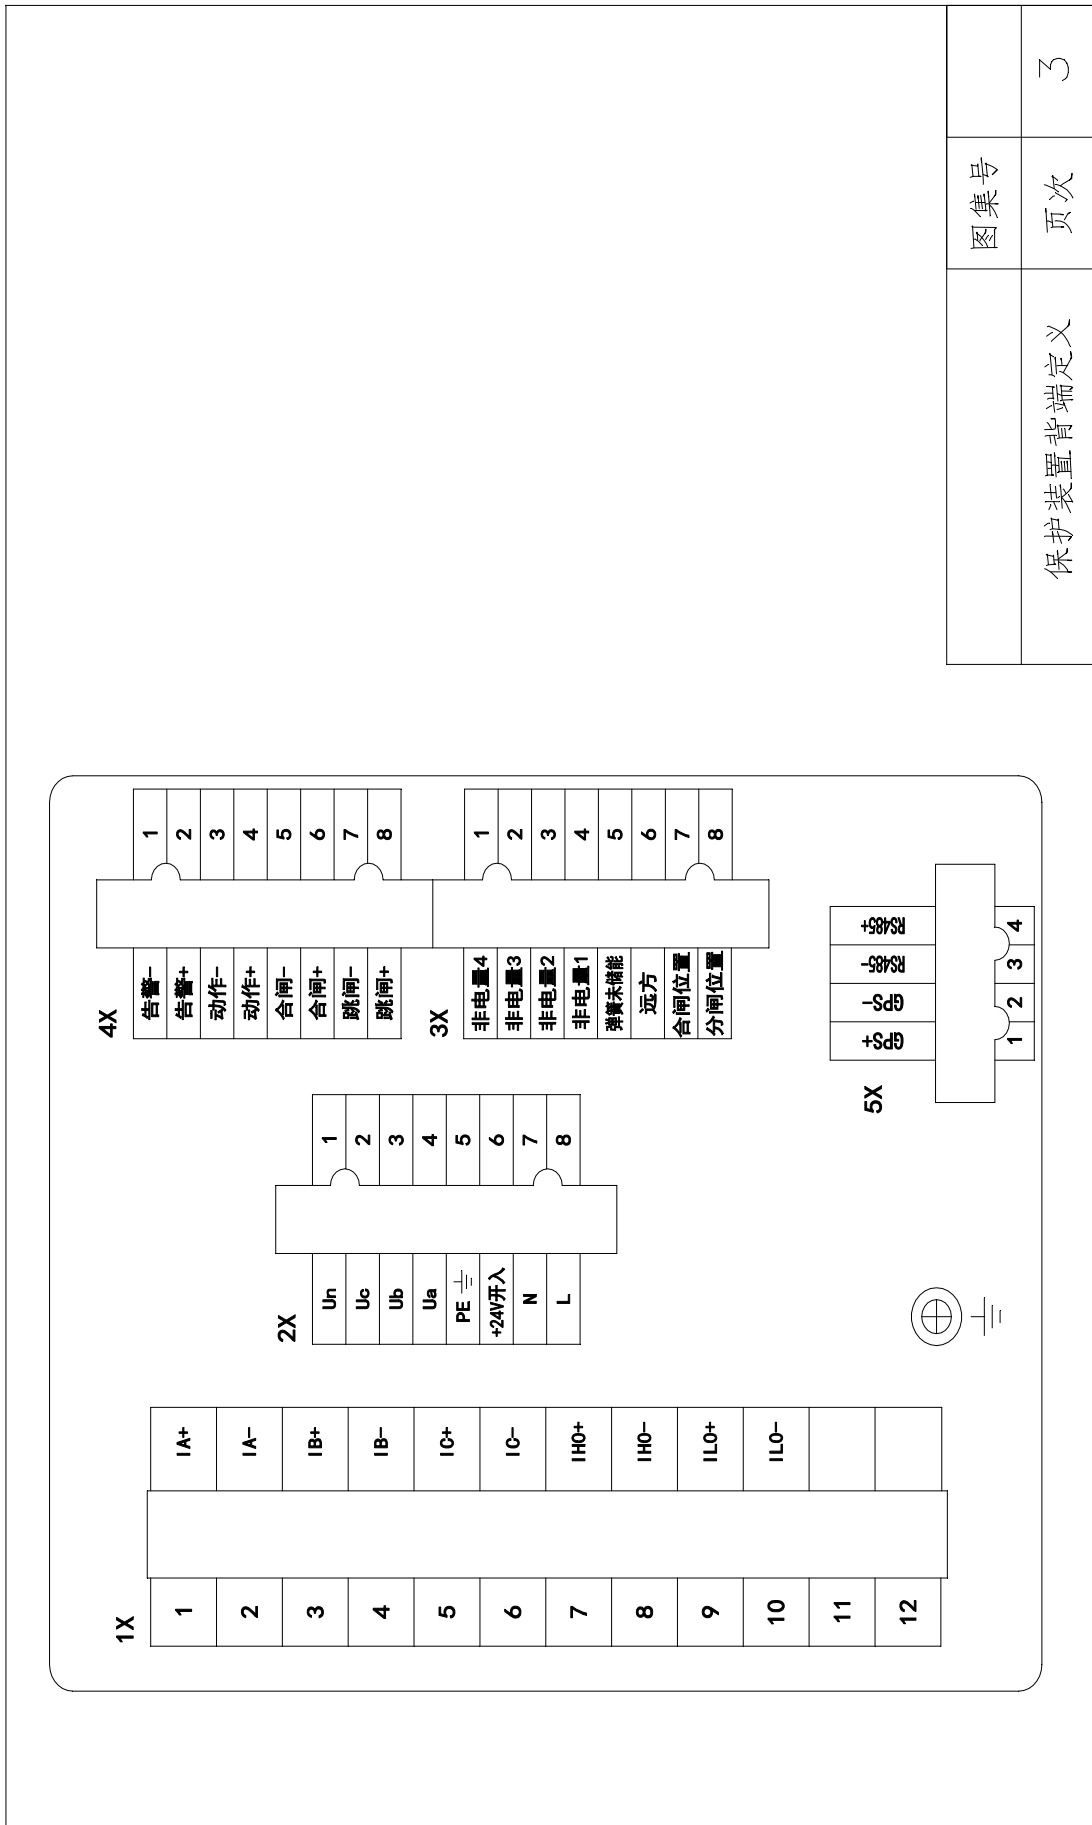 1X
1 IA+
2 IA-
3 IB+
4 IB-
5 IC+
6 IC-
7 IH0+
8 IH0-
9 IL0+
10 IL0-
11
12
2X
Un 1
Uc 2
Ub 3
Ua 4
PE 5
+24V开入 6
N 7
L 8
4X
告警- 1
告警+ 2
动作- 3
动作+ 4
合闸- 5
合闸+ 6
跳闸- 7
跳闸+ 8
3X
非电量4 1
非电量3 2
非电量2 3
非电量1 4
弹簧未储能 5
远方 6
合闸位置 7
分闸位置 8
5X
GPS+ 1
GPS- 2
RS485- 3
RS485+ 4
图集号
保护装置背端定义 页次 3